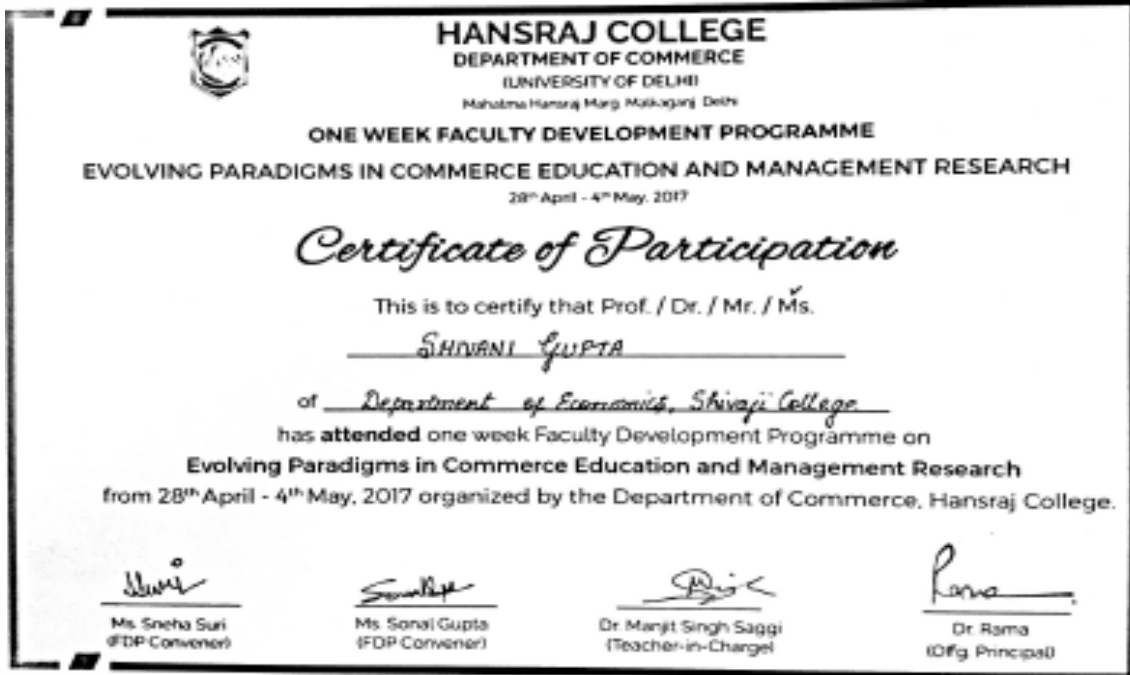 HANSRAJ COLLEGE
DEPARTMENT OF COMMERCE
(UNIVERSITY OF DELHI)
Mahatma Hansraj Marg, Malkaganj, Delhi
ONE WEEK FACULTY DEVELOPMENT PROGRAMME
EVOLVING PARADIGMS IN COMMERCE EDUCATION AND MANAGEMENT RESEARCH
28th April - 4th May, 2017
Certificate of Participation
This is to certify that Prof. / Dr. / Mr. / Ms.
SHIVANI GUPTA
of Department of Economics, Shivaji College
has attended one week Faculty Development Programme on
Evolving Paradigms in Commerce Education and Management Research
from 28th April - 4th May, 2017 organized by the Department of Commerce, Hansraj College.
Rama
Ms. Sneha Suri Ms. Sonal Gupta Dr. Manjit Singh Saggi Dr. Rama
(FDP Convener) (FDP Convener) (Teacher-in-Charge) (Offg. Principal)